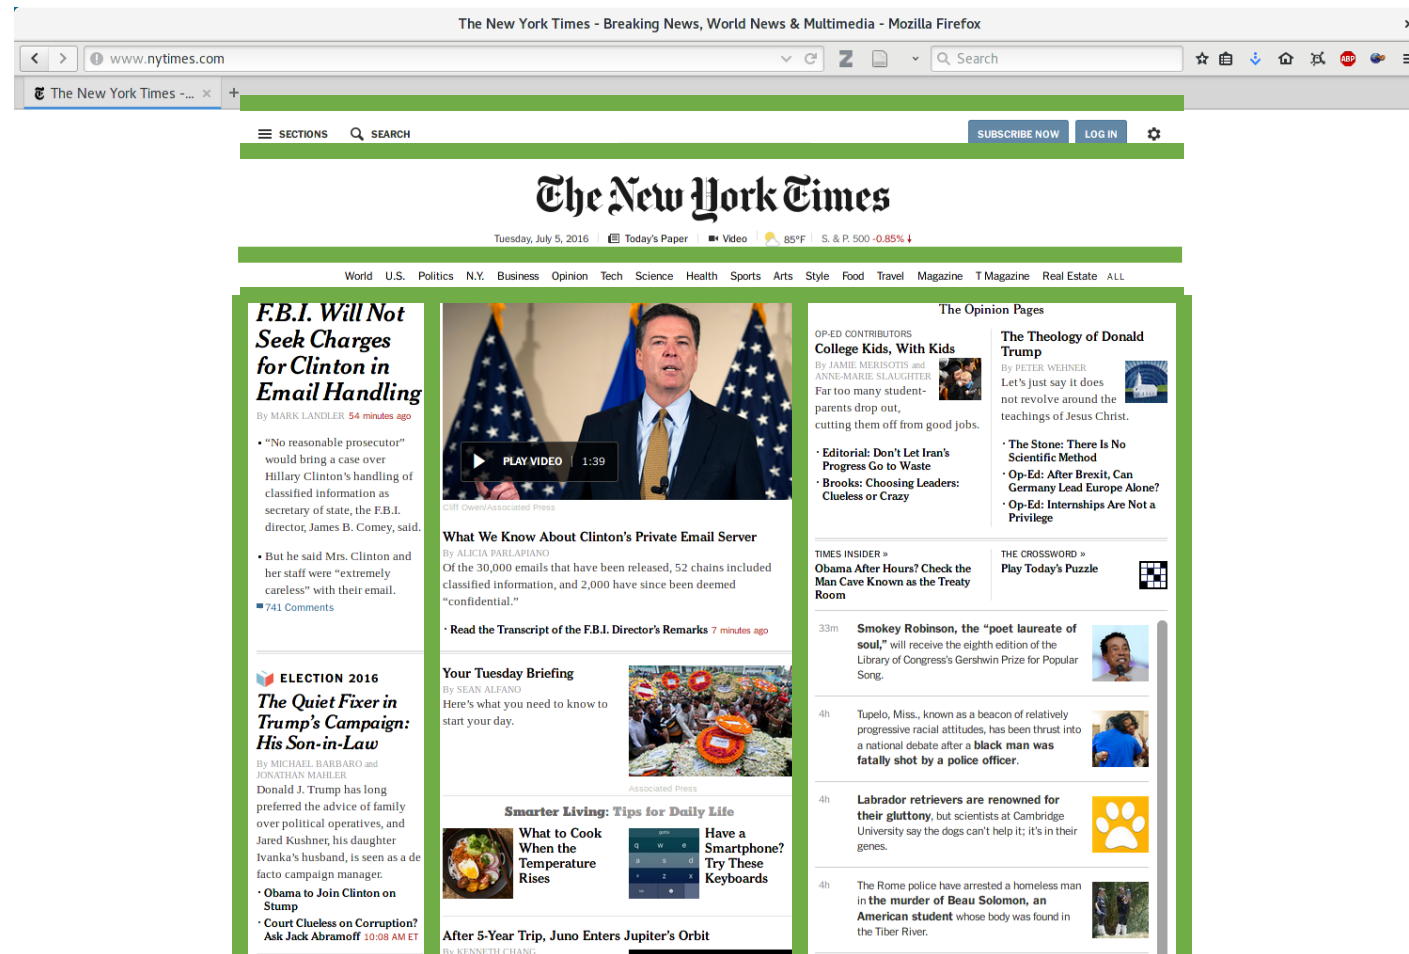 The New York Times - Breaking News, World News & Multimedia - Mozilla Firefox
www.nytimes.com
Z
Search
ABP
The New York Times -...
SECTIONS
SEARCH
SUBSCRIBE NOW
LOG IN
The New York Times
Tuesday, July 5, 2016
Today's Paper
Video
85°F
S. & P. 500 -0.85%
World U.S. Politics N.Y. Business Opinion Tech Science Health Sports Arts Style Food Travel Magazine T Magazine Real Estate ALL
F.B.I. Will Not
Seek Charges
for Clinton in
Email Handling
By MARK LANDLER 54 minutes ago
• “No reasonable prosecutor”
would bring a case over
Hillary Clinton’s handling of
classified information as
secretary of state, the F.B.I.
director, James B. Comey, said.
• But he said Mrs. Clinton and
her staff were “extremely
careless” with their email.
741 Comments
ELECTION 2016
The Quiet Fixer in
Trump’s Campaign:
His Son-in-Law
By MICHAEL BARBARO and
JONATHAN MAHLER
Donald J. Trump has long
preferred the advice of family
over political operatives, and
Jared Kushner, his daughter
Ivanka’s husband, is seen as a de
facto campaign manager.
· Obama to Join Clinton on
Stump
· Court Clueless on Corruption?
Ask Jack Abramoff 10:08 AM ET
PLAY VIDEO | 1:39
Cliff Owen/Associated Press
What We Know About Clinton’s Private Email Server
By ALICIA PARLAPIANO
Of the 30,000 emails that have been released, 52 chains included
classified information, and 2,000 have since been deemed
“confidential.”
· Read the Transcript of the F.B.I. Director’s Remarks 7 minutes ago
Your Tuesday Briefing
By SEAN ALFANO
Here’s what you need to know to
start your day.
Associated Press
Smarter Living: Tips for Daily Life
What to Cook
When the
Temperature
Rises
q w e
a s d
z x
Have a
Smartphone?
Try These
Keyboards
After 5-Year Trip, Juno Enters Jupiter’s Orbit
By KENNETH CHANG
The Opinion Pages
OP-ED CONTRIBUTORS
College Kids, With Kids
By JAMIE MERISOTIS and
ANNE-MARIE SLAUGHTER
Far too many student-
parents drop out,
cutting them off from good jobs.
· Editorial: Don’t Let Iran’s
Progress Go to Waste
· Brooks: Choosing Leaders:
Clueless or Crazy
The Theology of Donald
Trump
By PETER WEHNER
Let’s just say it does
not revolve around the
teachings of Jesus Christ.
· The Stone: There Is No
Scientific Method
· Op-Ed: After Brexit, Can
Germany Lead Europe Alone?
· Op-Ed: Internships Are Not a
Privilege
TIMES INSIDER »
Obama After Hours? Check the
Man Cave Known as the Treaty
Room
THE CROSSWORD »
Play Today’s Puzzle
33m
Smokey Robinson, the “poet laureate of
soul,” will receive the eighth edition of the
Library of Congress’s Gershwin Prize for Popular
Song.
4h
Tupelo, Miss., known as a beacon of relatively
progressive racial attitudes, has been thrust into
a national debate after a black man was
fatally shot by a police officer.
4h
Labrador retrievers are renowned for
their gluttony, but scientists at Cambridge
University say the dogs can’t help it; it’s in their
genes.
4h
The Rome police have arrested a homeless man
in the murder of Beau Solomon, an
American student whose body was found in
the Tiber River.